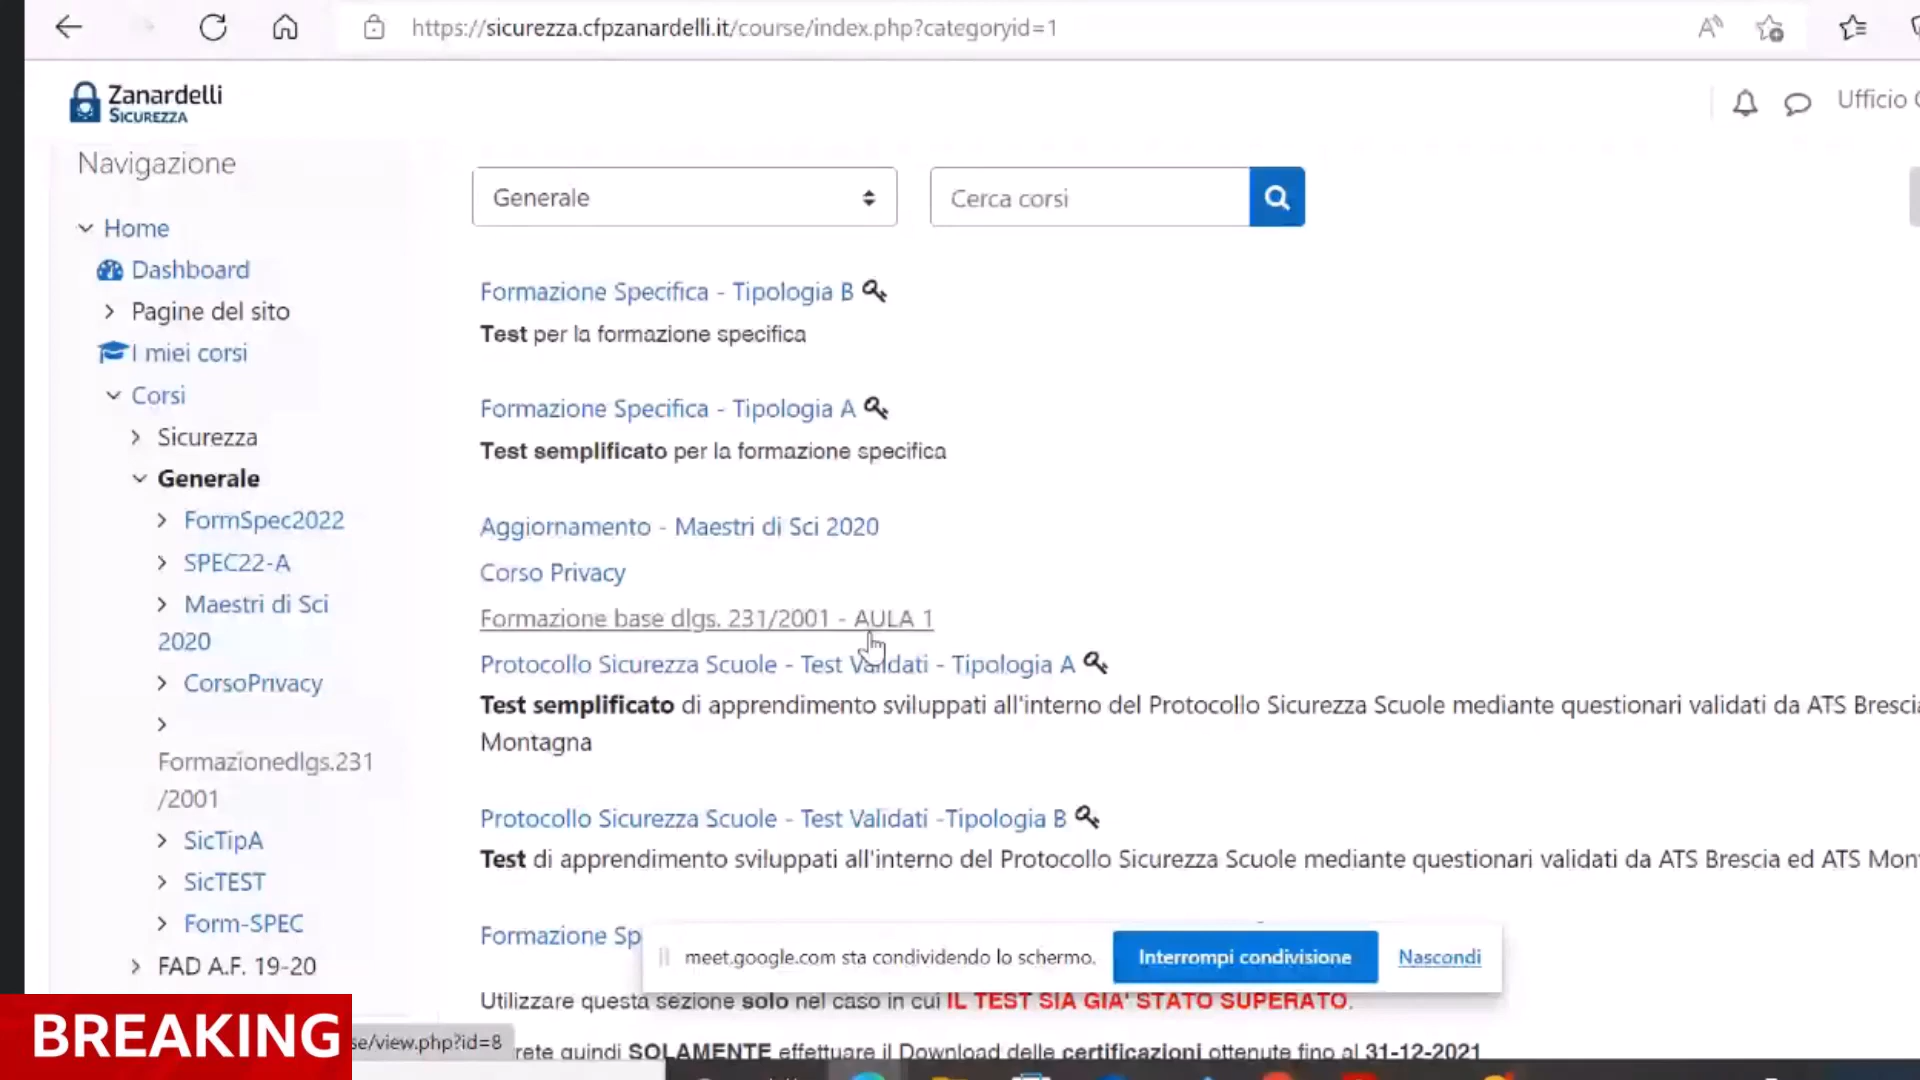 https://sicurezza.cfpzanardelli.it/course/index.php?categoryid=1
Zanardelli
SICUREZZA
Ufficio
Navigazione
Home
Dashboard
Pagine del sito
I miei corsi
Corsi
Sicurezza
Generale
FormSpec2022
SPEC22-A
Maestri di Sci
2020
CorsoPrivacy
Formazionedlgs.231
/2001
SicTipA
SicTEST
Form-SPEC
FAD A.F. 19-20
Generale
Cerca corsi
Formazione Specifica - Tipologia B
Test per la formazione specifica
Formazione Specifica - Tipologia A
Test semplificato per la formazione specifica
Aggiornamento - Maestri di Sci 2020
Corso Privacy
Formazione base dlgs. 231/2001 - AULA 1
Protocollo Sicurezza Scuole - Test Validati - Tipologia A
Test semplificato di apprendimento sviluppati all'interno del Protocollo Sicurezza Scuole mediante questionari validati da ATS Brescia
Montagna
Protocollo Sicurezza Scuole - Test Validati -Tipologia B
Test di apprendimento sviluppati all'interno del Protocollo Sicurezza Scuole mediante questionari validati da ATS Brescia ed ATS Mon
Formazione Sp
meet.google.com sta condividendo lo schermo. Interrompi condivisione Nascondi
Utilizzare questa sezione solo nel caso in cui IL TEST SIA GIA' STATO SUPERATO.
rete quindi SOLAMENTE effettuare il Download delle certificazioni ottenute fino al 31-12-2021
se/view.php?id=8
BREAKING